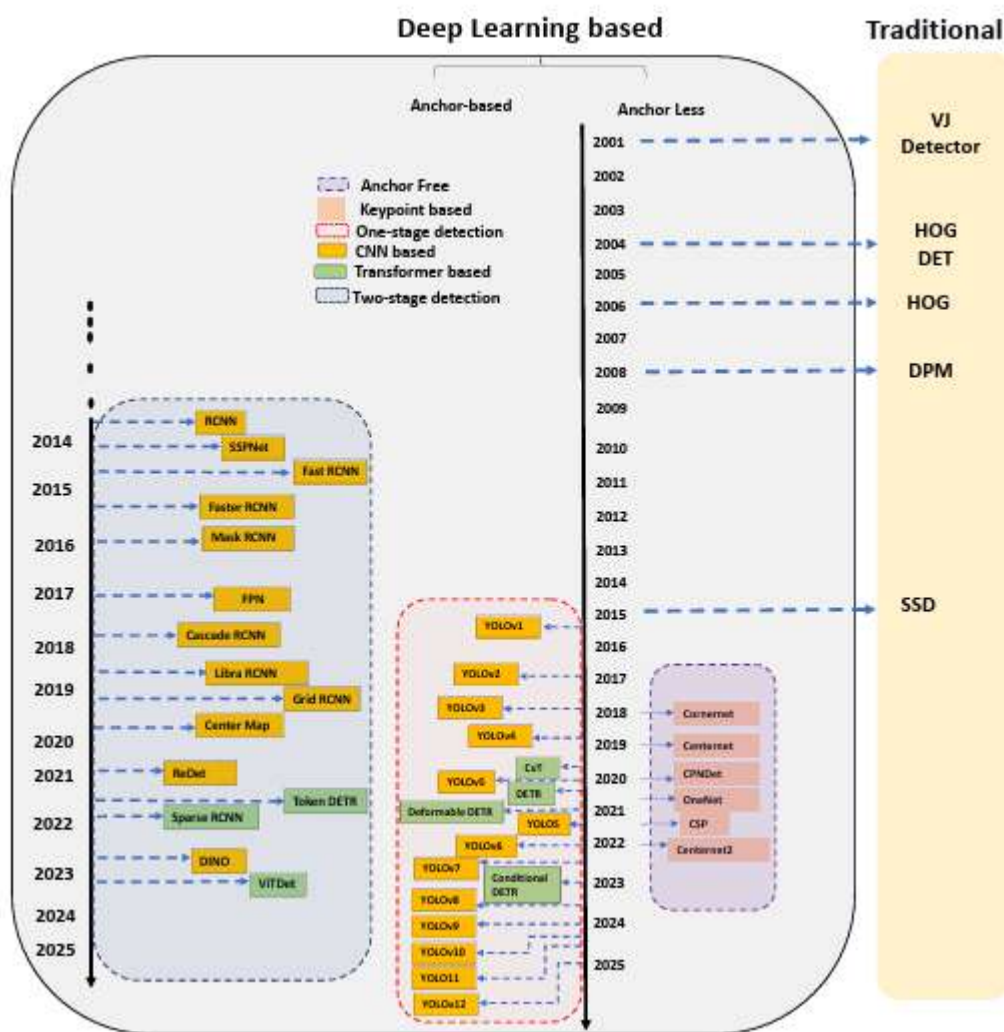 Deep Learning based
Traditional
Anchor-based
Anchor Less
Anchor Free
Keypoint based
One-stage detection
CNN based
Transformer based
Two-stage detection
2001
2002
2003
2004
2005
2006
2007
2008
2009
2010
2011
2012
2013
2014
2015
2016
2017
2018
2019
2020
2021
2022
2023
2024
2025
VJ
Detector
HOG
DET
HOG
DPM
SSD
2014
2015
2016
2017
2018
2019
2020
2021
2022
2023
2024
2025
RCNN
SSPNet
Fast RCNN
Faster RCNN
Mask RCNN
FPN
Cascade RCNN
Libra RCNN
Grid RCNN
Center Map
ReDet
Token DETR
Sparse RCNN
DINO
ViTDet
YOLOv1
YOLOv2
YOLOv3
YOLOv4
CvT
YOLOv5
DETR
Deformable DETR
YOLOS
YOLOv6
YOLOv7
Conditional
DETR
YOLOv8
YOLOv9
YOLOv10
YOLO11
YOLOv12
Cornernet
Centernet
CPNDet
OneNet
CSP
Centernet2